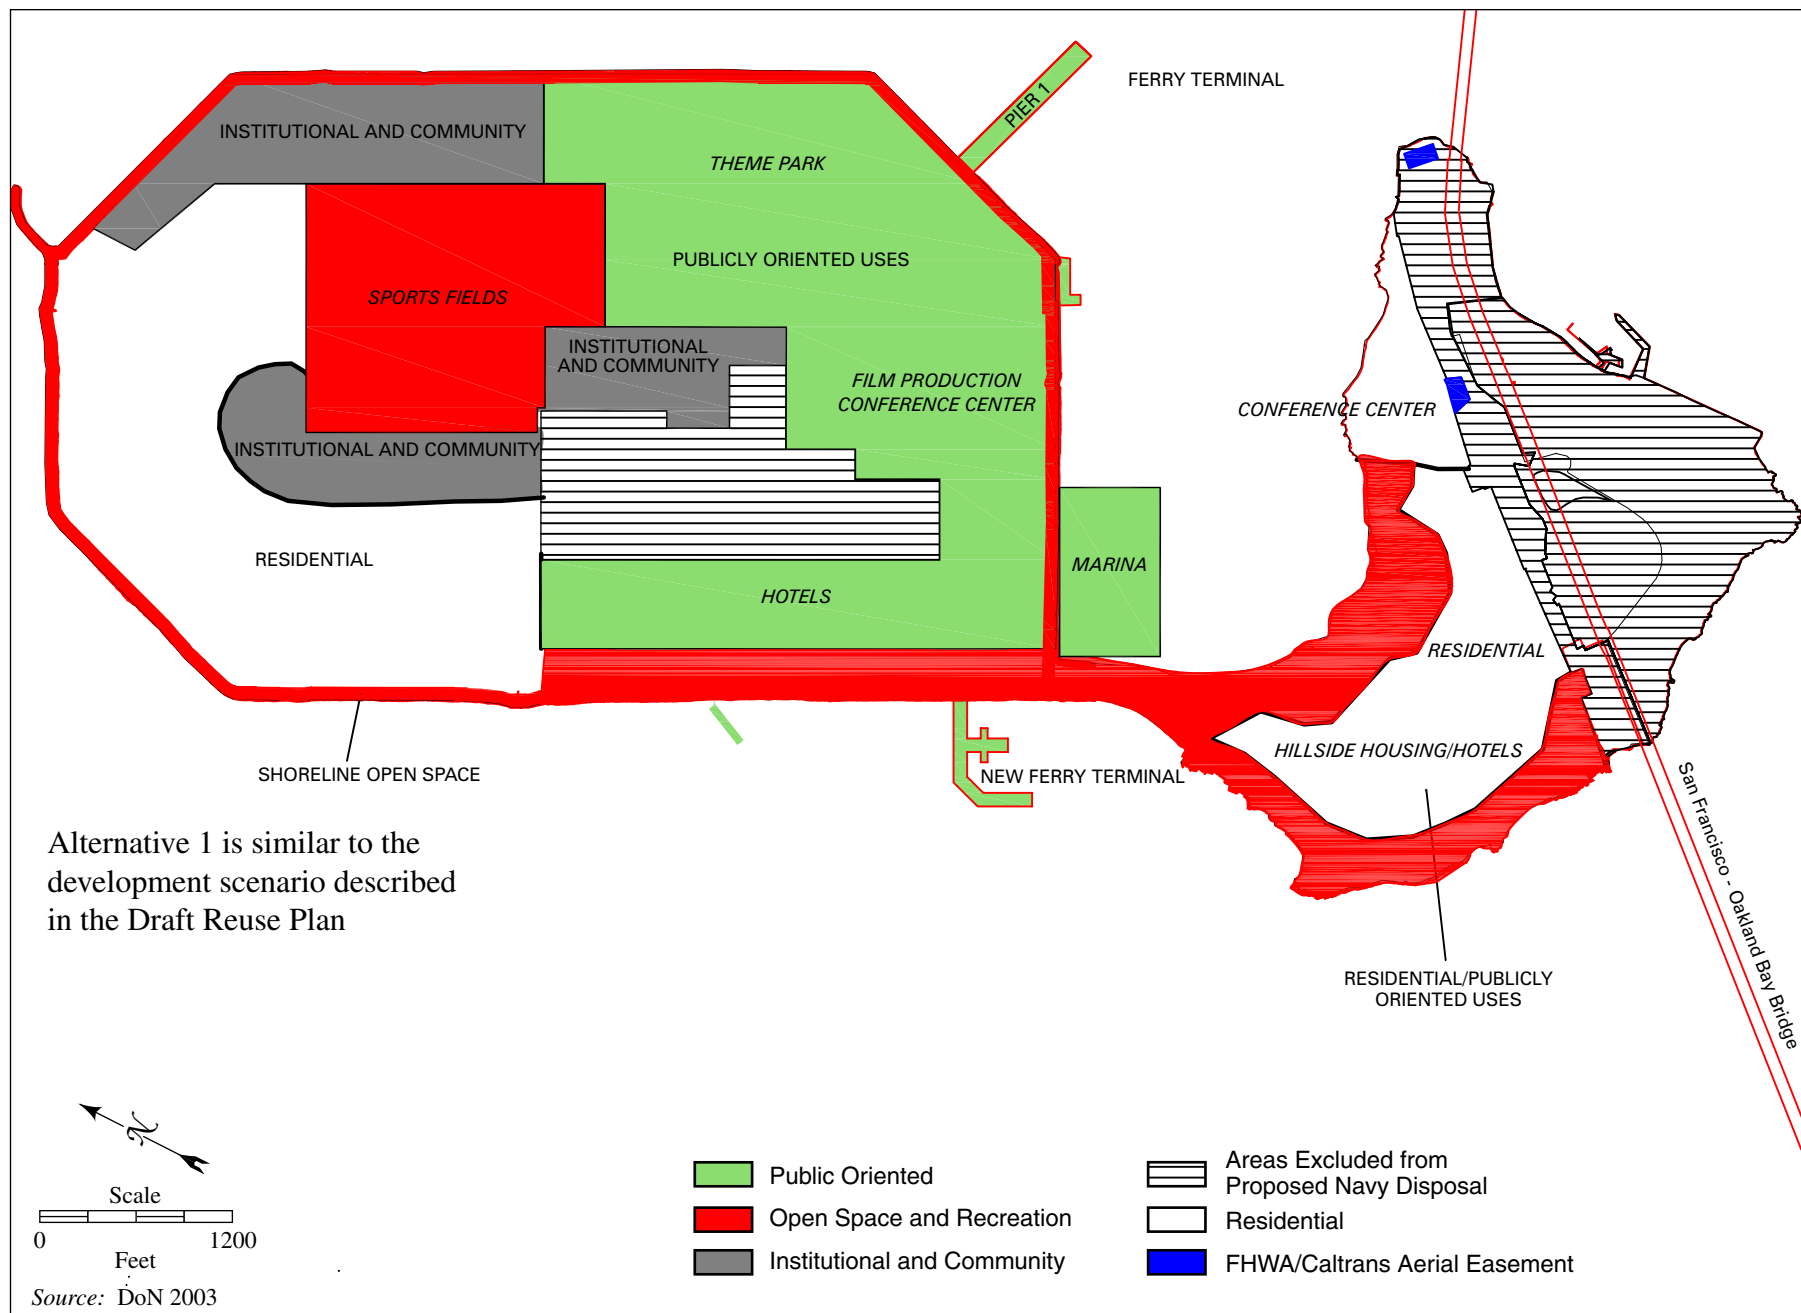 FERRY TERMINAL
PIER 1
INSTITUTIONAL AND COMMUNITY
THEME PARK
PUBLICLY ORIENTED USES
SPORTS FIELDS
INSTITUTIONAL
AND COMMUNITY
FILM PRODUCTION
CONFERENCE CENTER
CONFERENCE CENTER
INSTITUTIONAL AND COMMUNITY
RESIDENTIAL
MARINA
HOTELS
RESIDENTIAL
HILLSIDE HOUSING/HOTELS
SHORELINE OPEN SPACE
NEW FERRY TERMINAL
San Francisco - Oakland Bay Bridge
Alternative 1 is similar to the
development scenario described
in the Draft Reuse Plan
RESIDENTIAL/PUBLICLY
ORIENTED USES
N
Scale
0 1200
Feet
Source: DoN 2003
Public Oriented
Open Space and Recreation
Institutional and Community
Areas Excluded from
Proposed Navy Disposal
Residential
FHWA/Caltrans Aerial Easement